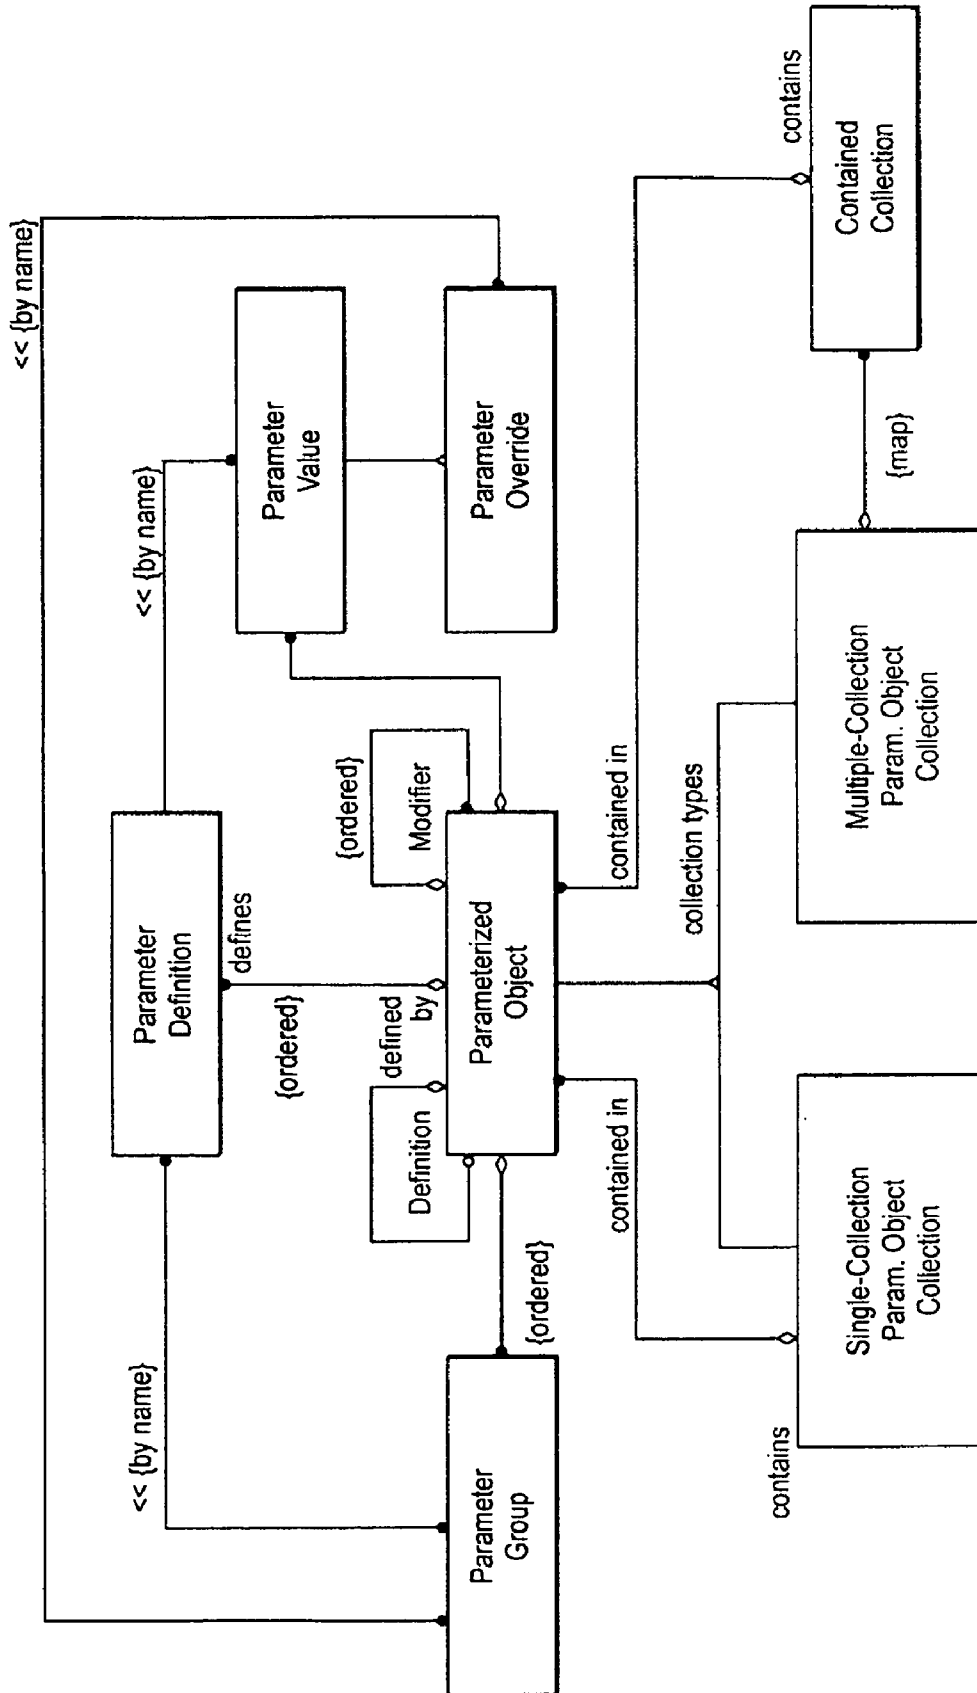 << {by name}
<< {by name}
<< {by name}
Parameter
Definition
defines
{ordered}
Parameter
Value
Parameter
Override
Parameter
Group
{ordered}
Definition
defined
by
Parameterized
Object
{ordered}
Modifier
contained in
contained in
collection types
contains
Single-Collection
Param. Object
Collection
Multiple-Collection
Param. Object
Collection
{map}
contains
Contained
Collection